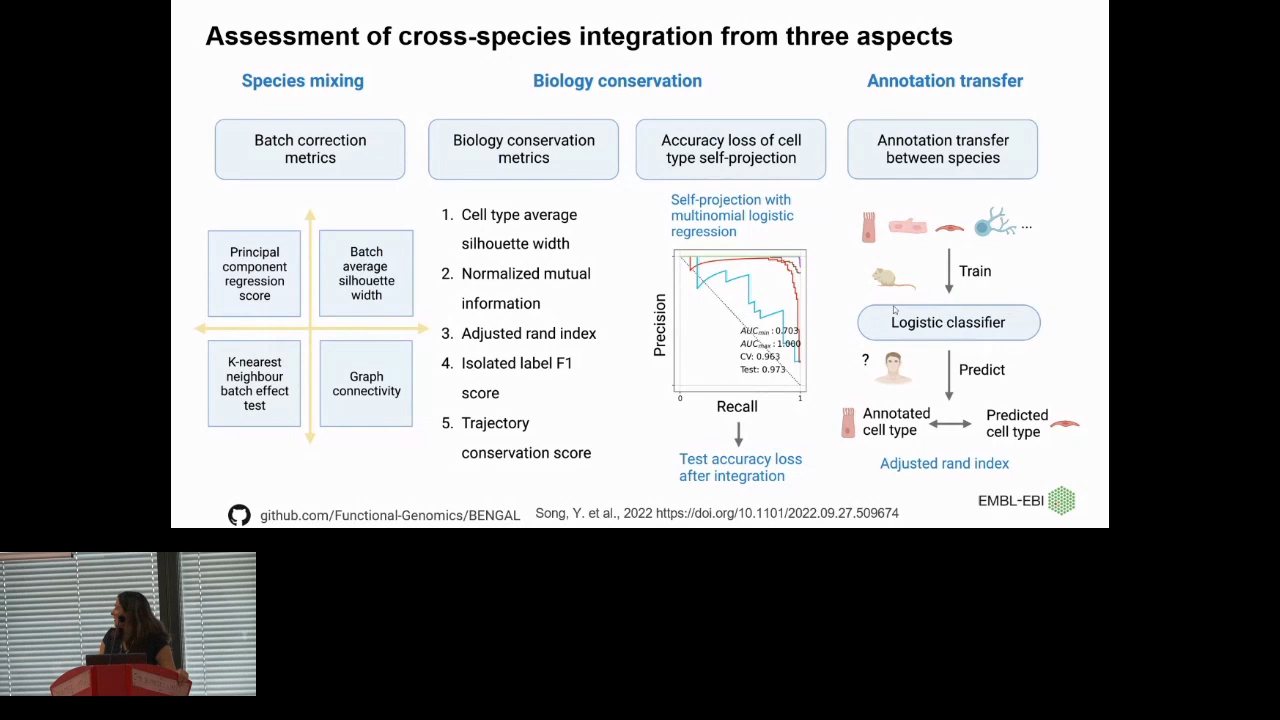 Assessment of cross-species integration from three aspects
Species mixing
Biology conservation
Annotation transfer
Batch correction
metrics
Biology conservation
metrics
Accuracy loss of cell
type self-projection
Annotation transfer
between species
Principal
component
regression
score
Batch
average
silhouette
width
K-nearest
neighbour
batch effect
test
Graph
connectivity
1. Cell type average
silhouette width
2. Normalized mutual
information
3. Adjusted rand index
4. Isolated label F1
score
5. Trajectory
conservation score
Self-projection with
multinomial logistic
regression
Precision
AUCmin : 0.703
AUCmax : 1.000
CV: 0.963
Test: 0.973
0
1
Recall
Test accuracy loss
after integration
...
Train
Logistic classifier
?
Predict
Annotated
cell type
Predicted
cell type
Adjusted rand index
github.com/Functional-Genomics/BENGAL
Song, Y. et al., 2022 https://doi.org/10.1101/2022.09.27.509674
EMBL-EBI